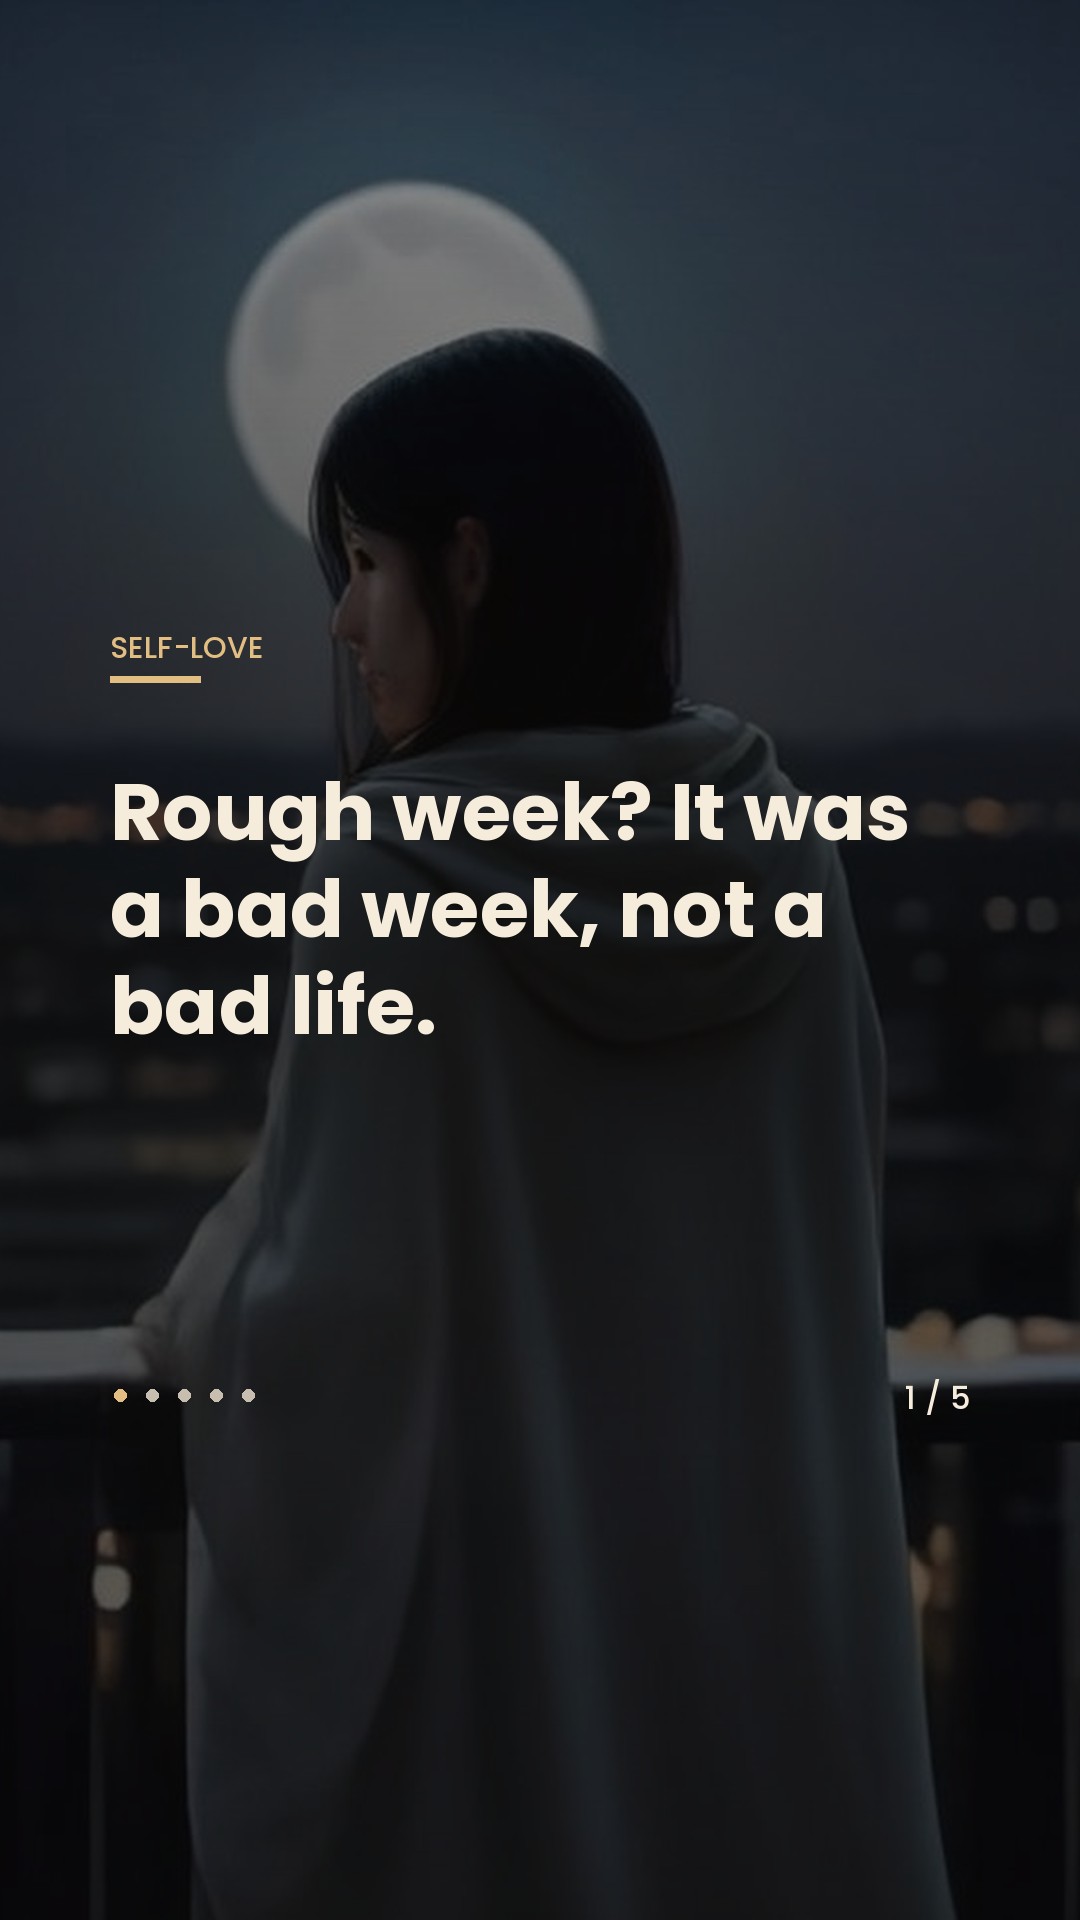 SELF-LOVE
Rough week? It was
a bad week, not a
bad life.
1 / 5